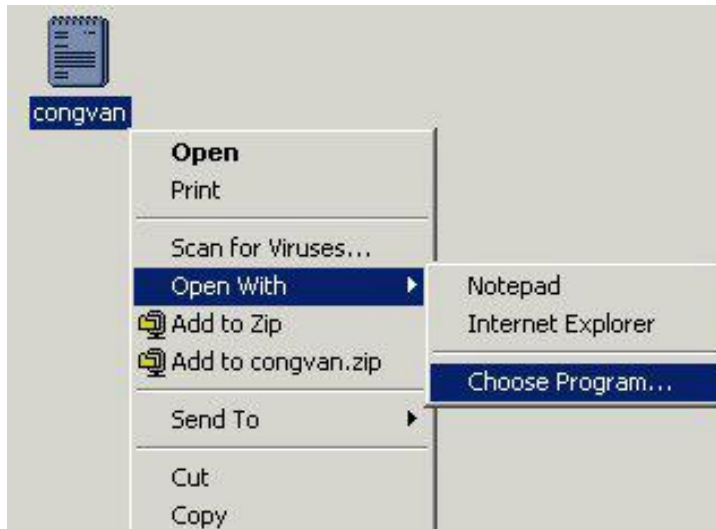 congvan
Open
Print
Scan for Viruses...
Open With
Notepad
Add to Zip
Internet Explorer
Add to congvan.zip
Choose Program...
Send To
Cut
Copy